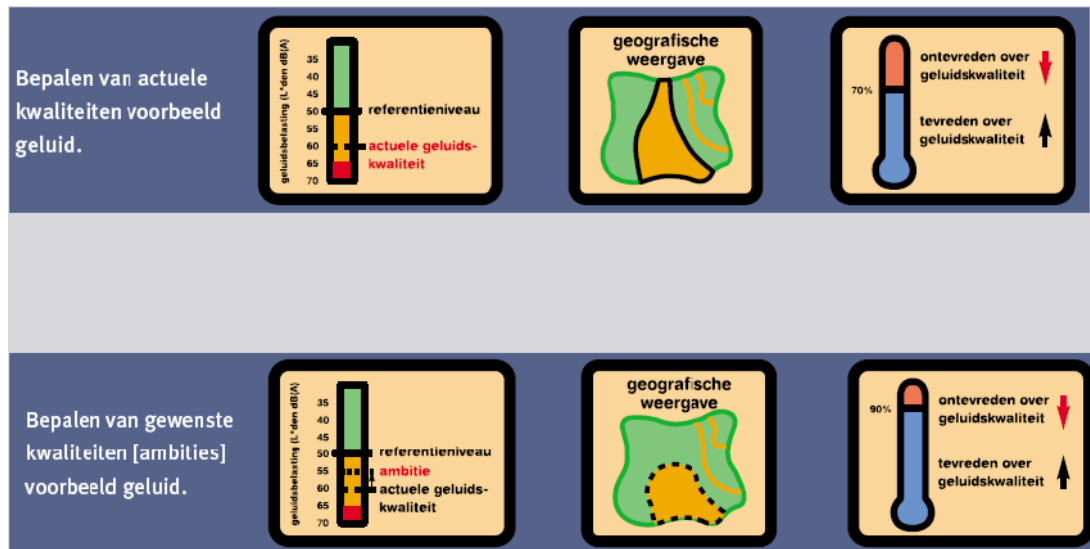 Bepalen van actuele
kwaliteiten voorbeeld
geluid.
geluidsbelasting (L*den dB(A)
35
40
45
50
55
60
65
70
referentieniveau
actuele geluids-
kwaliteit
geografische
weergave
70%
ontevreden over
geluidskwaliteit
tevreden over
geluidskwaliteit
Bepalen van gewenste
kwaliteiten [ambities]
voorbeeld geluid.
geluidsbelasting (L*den dB(A)
35
40
45
50
55
60
65
70
referentieniveau
ambitie
actuele geluids-
kwaliteit
geografische
weergave
90%
ontevreden over
geluidskwaliteit
tevreden over
geluidskwaliteit